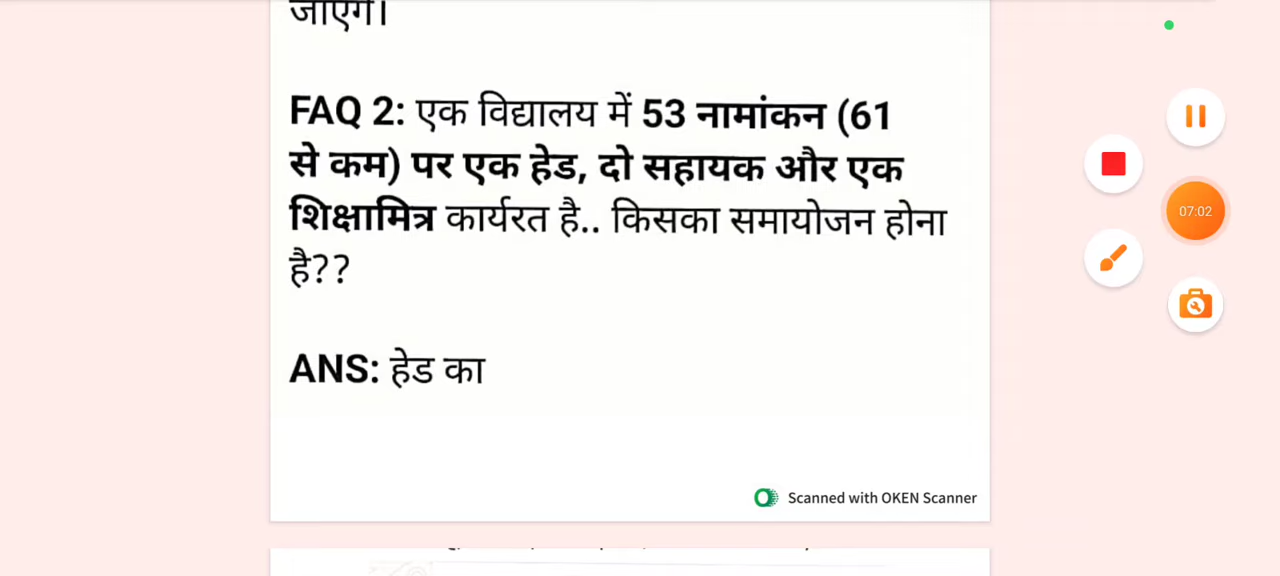 जाएंगे।
FAQ 2: एक विद्यालय में 53 नामांकन (61
से कम) पर एक हेड, दो सहायक और एक
शिक्षामित्र कार्यरत है.. किसका समायोजन होना
है??
07:02
ANS: हेड का
Scanned with OKEN Scanner